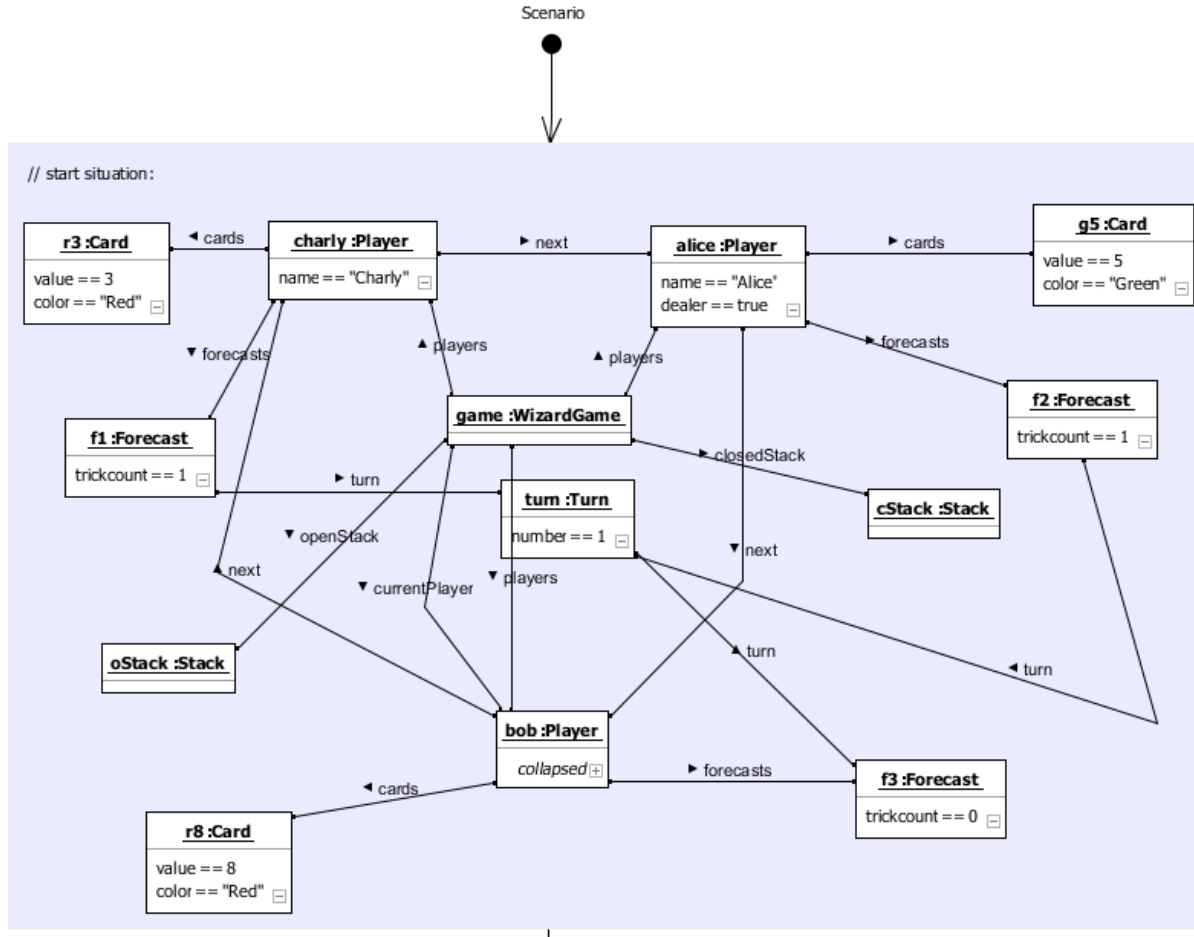 Scenario
// start situation:
r3 :Card
value == 3
color == "Red"
◄ cards
charly :Player
name == "Charly"
► next
alice :Player
name == "Alice"
dealer == true
► cards
g5 :Card
value == 5
color == "Green"
▼ forecasts
▲ players
▲ players
► forecasts
game :WizardGame
f2 :Forecast
trickcount == 1
f1 :Forecast
trickcount == 1
► turn
► closedStack
turn :Turn
number == 1
cStack :Stack
▼ openStack
▼ next
▲ next
▼ currentPlayer
▼ players
oStack :Stack
▲ turn
◄ turn
bob :Player
collapsed
► forecasts
f3 :Forecast
trickcount == 0
◄ cards
r8 :Card
value == 8
color == "Red"